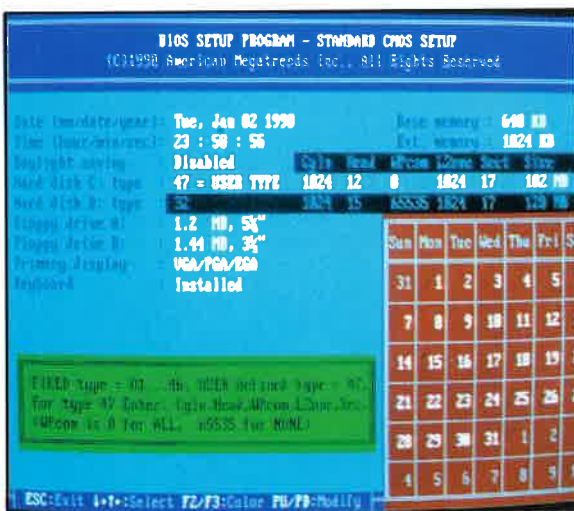 BIOS SETUP PROGRAM - STANDARD CMOS SETUP
(C)1990 American Megatrends Inc., All Rights Reserved
Date (mn/date/year): Tue, Jan 02 1990 Base memory : 640 KB
Time (hour/min/sec): 23 : 58 : 56 Ext. memory : 1024 KB
Daylight saving : Disabled Cyln Head WPcom LZone Sect Size
Hard disk C: type : 47 = USER TYPE 1024 12 0 1024 17 102 MB
Hard disk D: type : 32 1024 15 65535 1024 17 128 MB
Floppy drive A: : 1.2 MB, 5¼"
Floppy drive B: : 1.44 MB, 3½"
Primary display : VGA/PGA/EGA
Keyboard : Installed
Sun Mon Tue Wed Thu Fri S
31 1 2 3 4 5
7 8 9 10 11 12
14 15 16 17 18 19
21 22 23 24 25 26
28 29 30 31 1 2
4 5 6 7 8 9
FIXED type = 01 .. 46, USER defined type = 47.
For type 47 Enter: Cyln,Head,WPcom,LZone,Sec.
(WPcom is 0 for ALL, 65535 for NONE)
ESC:Exit ↓→↑←:Select F2/F3:Color PU/PD:Modify